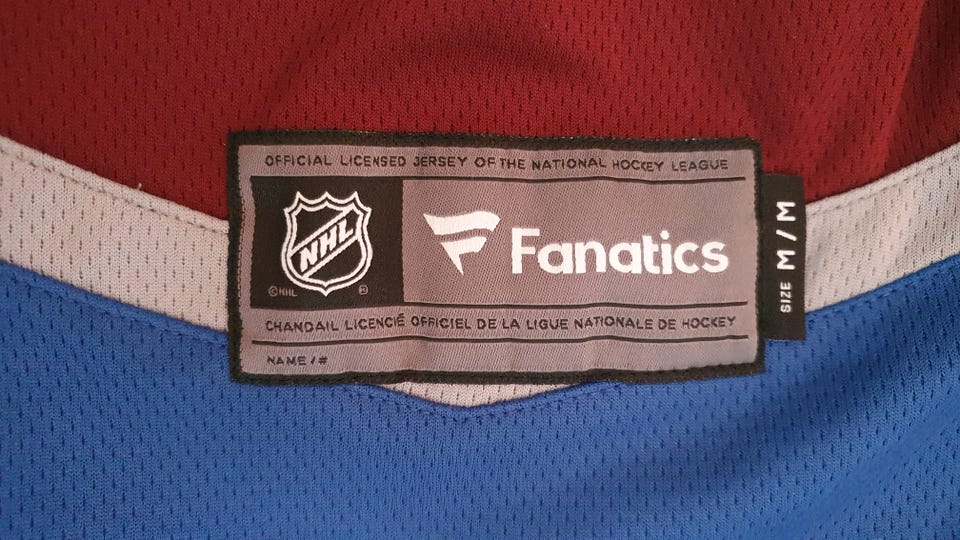 OFFICIAL LICENSED JERSEY OF THE NATIONAL HOCKEY LEAGUE
NHL
Fanatics
©NHL ®
CHANDAIL LICENCIÉ OFFICIEL DE LA LIGUE NATIONALE DE HOCKEY
NAME / #
SIZE M / M